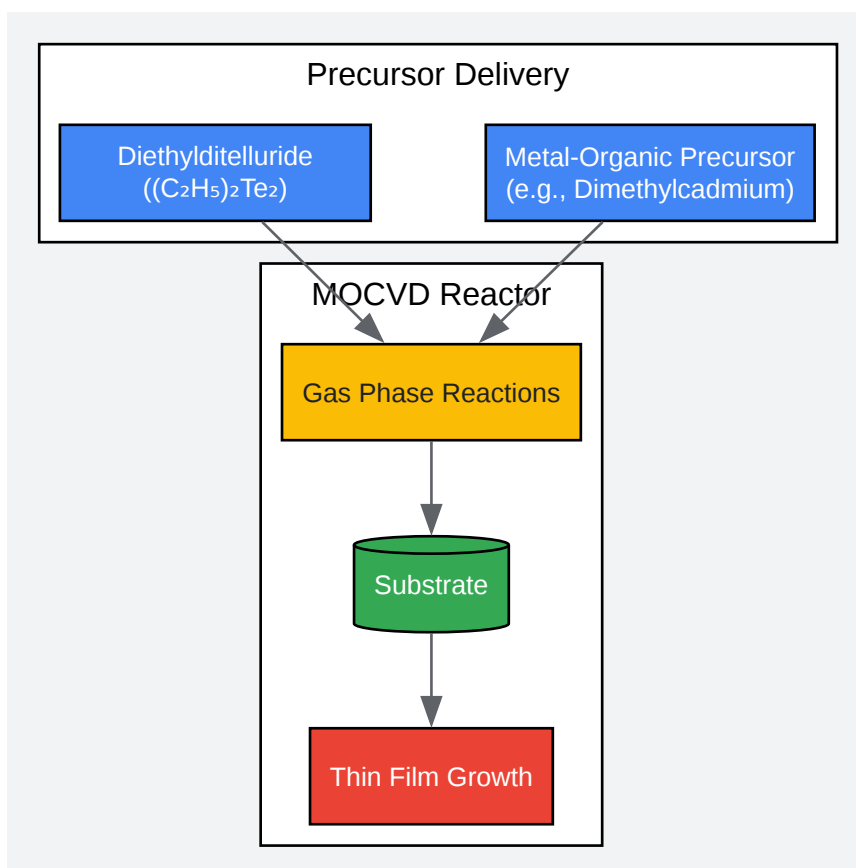 Precursor Delivery
Diethylditelluride
((C₂H₅)₂Te₂)
Metal-Organic Precursor
(e.g., Dimethylcadmium)
MOCVD Reactor
Gas Phase Reactions
Substrate
Thin Film Growth